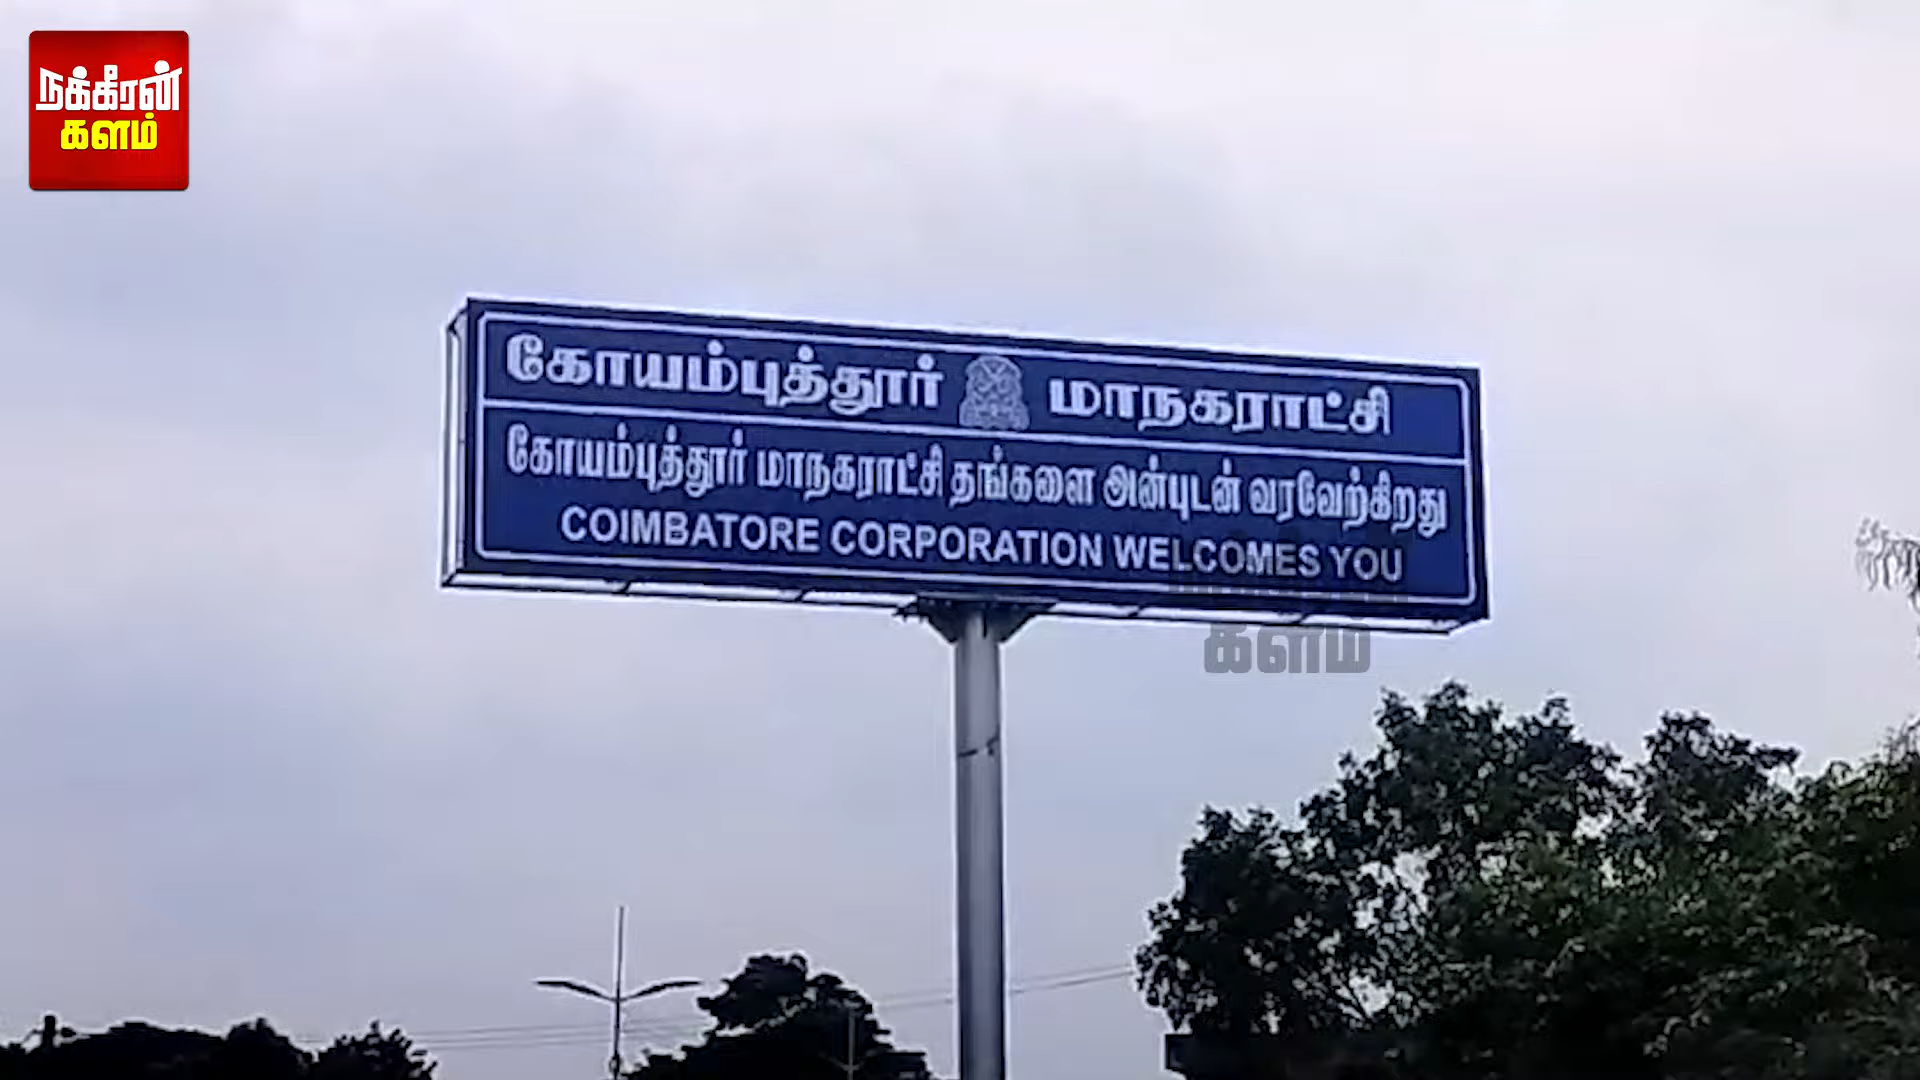 நக்கீரன்
களம்
கோயம்புத்தூர் மாநகராட்சி
கோயம்புத்தூர் மாநகராட்சி தங்களை அன்புடன் வரவேற்கிறது
COIMBATORE CORPORATION WELCOMES YOU
களம்